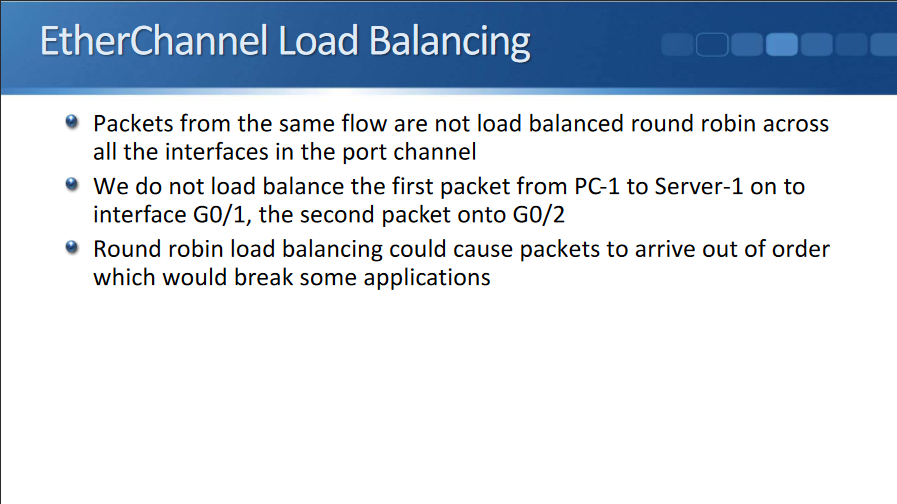 EtherChannel Load Balancing
Packets from the same flow are not load balanced round robin across
all the interfaces in the port channel
We do not load balance the first packet from PC-1 to Server-1 on to
interface G0/1, the second packet onto G0/2
Round robin load balancing could cause packets to arrive out of order
which would break some applications